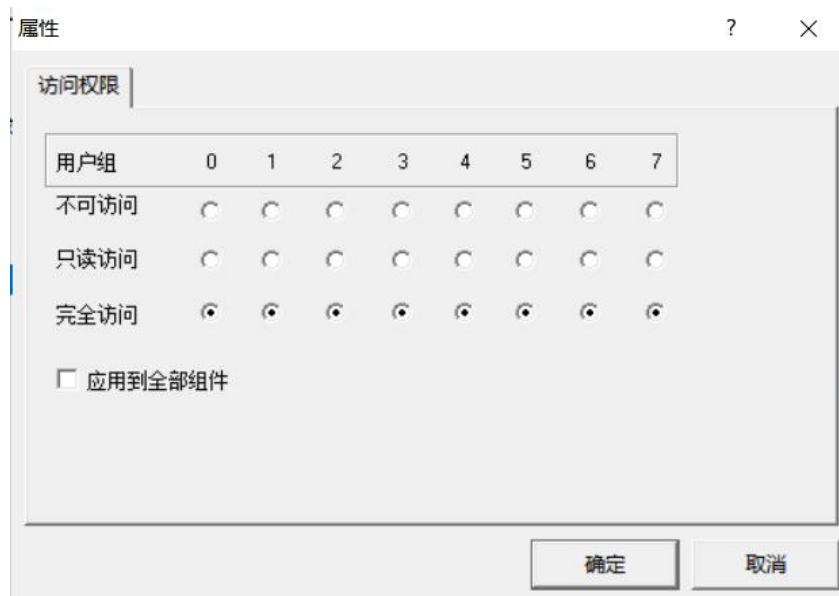 属性 ?
访问权限
用户组 0 1 2 3 4 5 6 7
不可访问
只读访问
完全访问
应用到全部组件
确定 取消